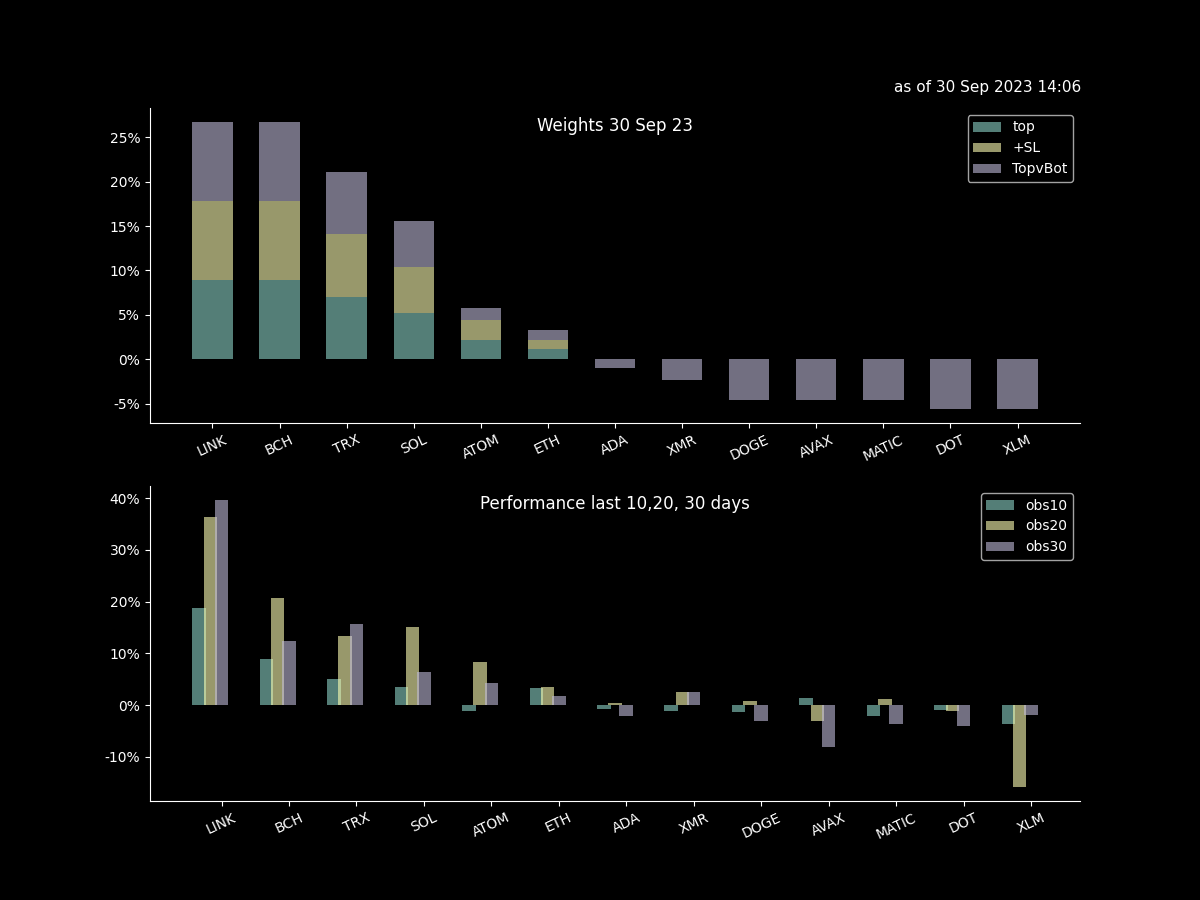 as of 30 Sep 2023 14:06
Weights 30 Sep 23
top
+SL
TopvBot
25%
20%
15%
10%
5%
0%
-5%
LINK BCH TRX SOL ATOM ETH ADA XMR DOGE AVAX MATIC DOT XLM
Performance last 10,20, 30 days
obs10
obs20
obs30
40%
30%
20%
10%
0%
-10%
LINK BCH TRX SOL ATOM ETH ADA XMR DOGE AVAX MATIC DOT XLM